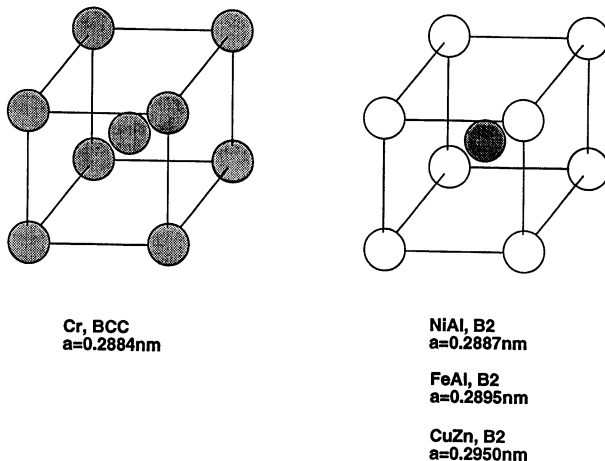 Cr, BCC
a=0.2884nm
NiAl, B2
a=0.2887nm
FeAl, B2
a=0.2895nm
CuZn, B2
a=0.2950nm